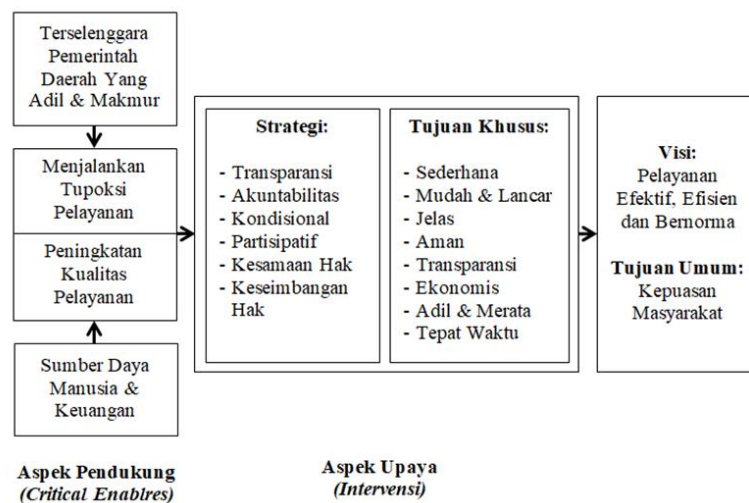 Terselenggara
Pemerintah
Daerah Yang
Adil & Makmur
Menjalankan
Tupoksi
Pelayanan
Peningkatan
Kualitas
Pelayanan
Sumber Daya
Manusia &
Keuangan
Strategi:
- Transparansi
- Akuntabilitas
- Kondisional
- Partisipatif
- Kesamaan Hak
- Keseimbangan
Hak
Tujuan Khusus:
- Sederhana
- Mudah & Lancar
- Jelas
- Aman
- Transparansi
- Ekonomis
- Adil & Merata
- Tepat Waktu
Visi:
Pelayanan
Efektif, Efisien
dan Bernorma
Tujuan Umum:
Kepuasan
Masyarakat
Aspek Pendukung
(Critical Enablres)
Aspek Upaya
(Intervensi)